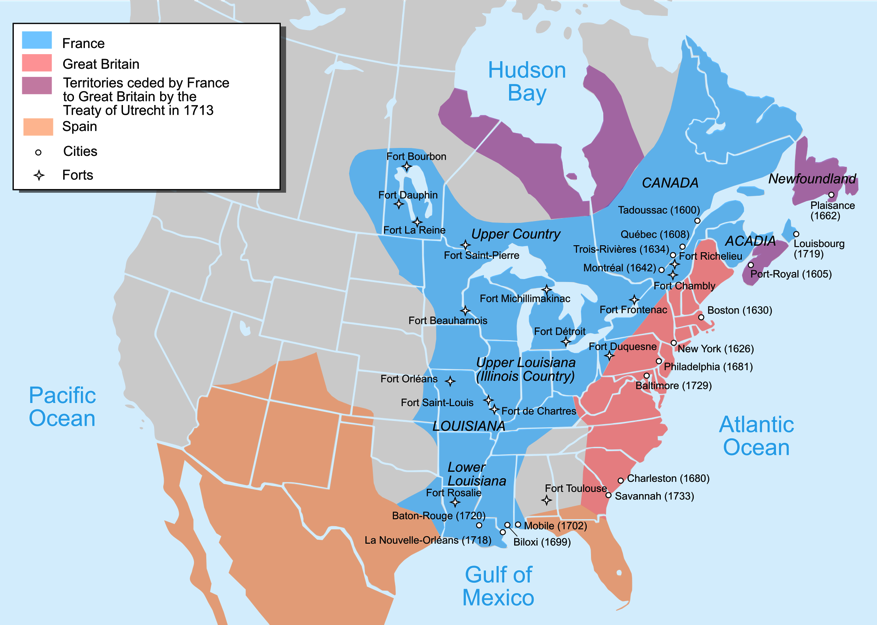 France
Great Britain
Territories ceded by France
to Great Britain by the
Treaty of Utrecht in 1713
Spain
Cities
Forts
Hudson
Bay
CANADA
Newfoundland
Plaisance
(1662)
Tadoussac (1600)
ACADIA
Louisbourg
(1719)
Québec (1608)
Trois-Rivières (1634)
Fort Richelieu
Montréal (1642)
Port-Royal (1605)
Fort Chambly
Fort Bourbon
Fort Dauphin
Fort La Reine
Upper Country
Fort Saint-Pierre
Fort Michillimakinac
Fort Frontenac
Boston (1630)
Fort Beauharnois
Fort Détroit
Fort Duquesne
New York (1626)
Philadelphia (1681)
Baltimore (1729)
Upper Louisiana
(Illinois Country)
Fort Orléans
Fort Saint-Louis
Fort de Chartres
LOUISIANA
Pacific
Ocean
Atlantic
Ocean
Lower
Louisiana
Fort Rosalie
Fort Toulouse
Charleston (1680)
Savannah (1733)
Baton-Rouge (1720)
Mobile (1702)
La Nouvelle-Orléans (1718)
Biloxi (1699)
Gulf of
Mexico